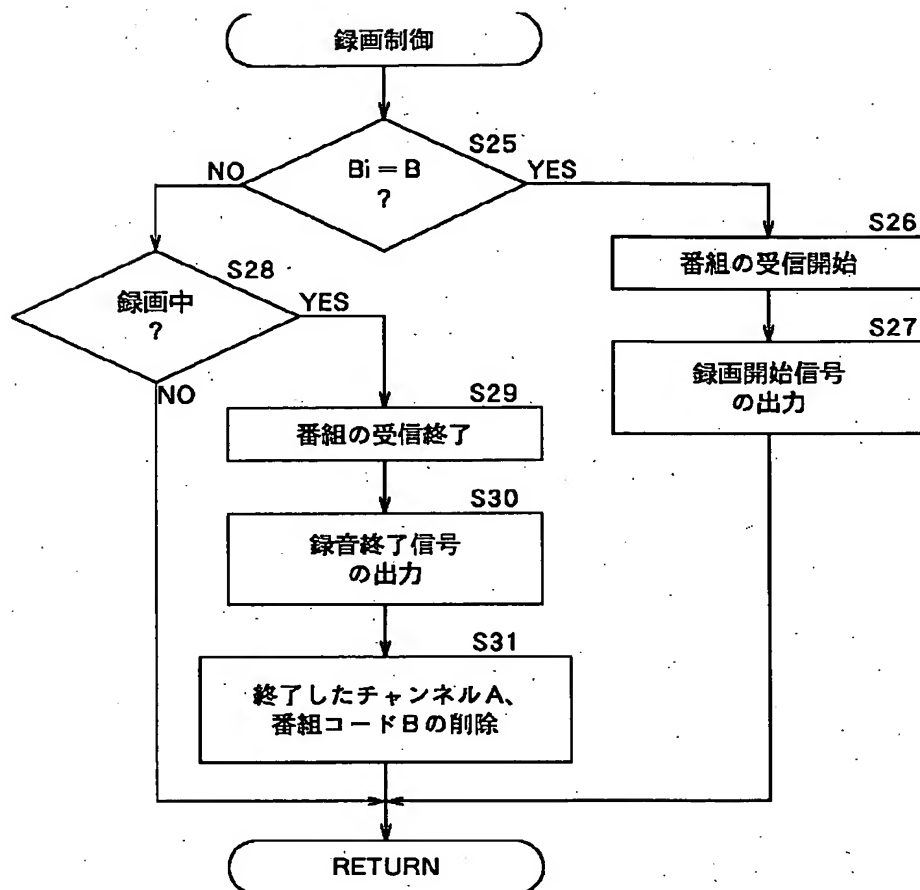 録画制御
S25
NO
Bi = B
?
YES
S26
番組の受信開始
S28
録画中
?
YES
NO
S27
録画開始信号
の出力
S29
番組の受信終了
S30
録音終了信号
の出力
S31
終了したチャンネルA、
番組コードBの削除
RETURN